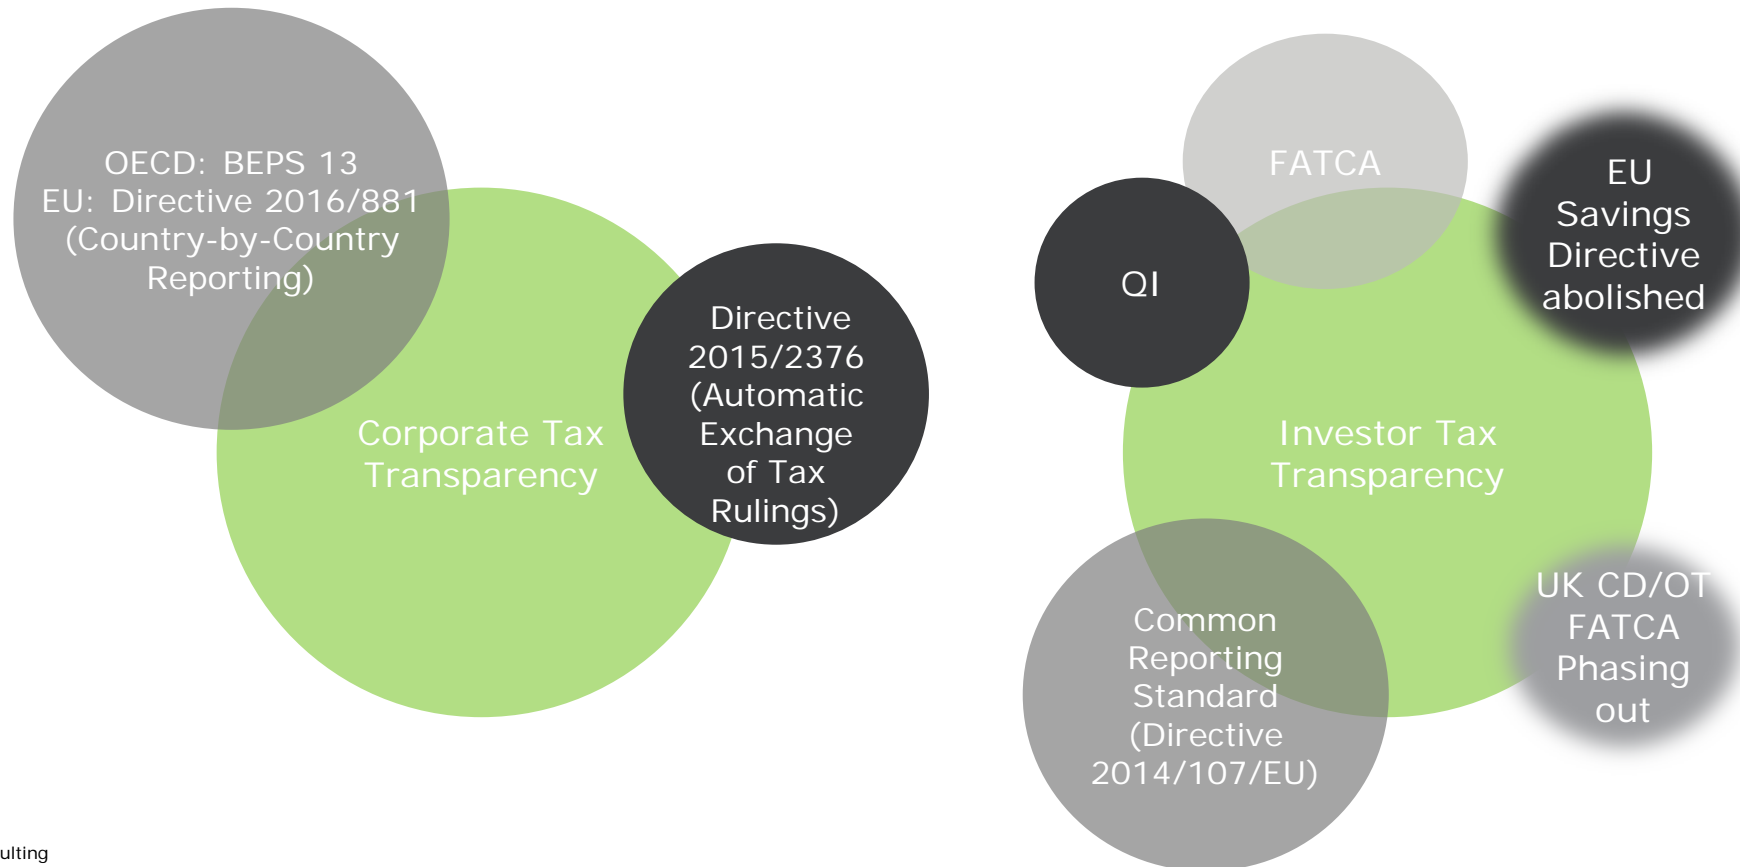 OECD: BEPS 13
EU: Directive 2016/881
(Country-by-Country
Reporting)
Corporate Tax
Transparency
Directive
2015/2376
(Automatic
Exchange
of Tax
Rulings)
FATCA
QI
EU
Savings
Directive
abolished
Investor Tax
Transparency
Common
Reporting
Standard
(Directive
2014/107/EU)
UK CD/OT
FATCA
Phasing
out
ulting